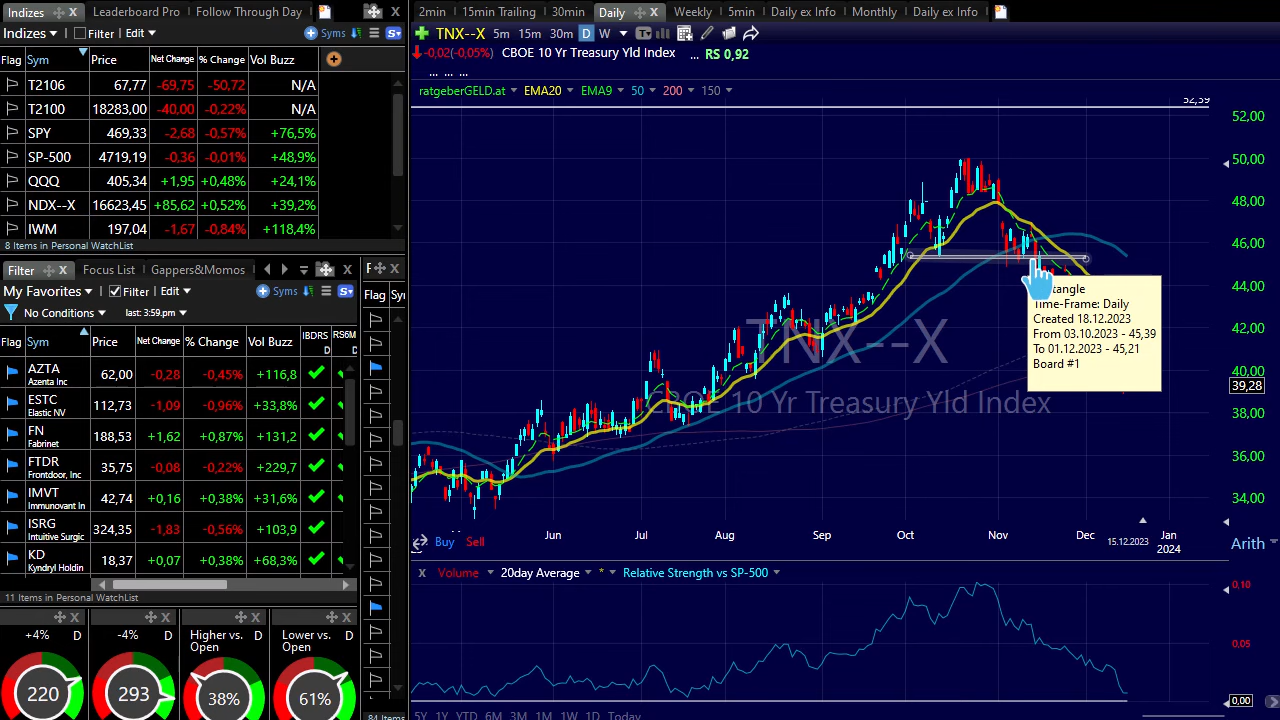 Indizes
Leaderboard Pro
Follow Through Day
Indizes
Filter
Edit
Syms
Flag Sym Price Net Change % Change Vol Buzz
T2106 67,77 -69,75 -50,72 N/A
T2100 18283,00 -40,00 -0,22% N/A
SPY 469,33 -2,68 -0,57% +76,5%
SP-500 4719,19 -0,36 -0,01% +48,9%
QQQ 405,34 +1,95 +0,48% +24,1%
NDX--X 16623,45 +85,62 +0,52% +39,2%
IWM 197,04 -1,67 -0,84% +118,4%
8 Items in Personal WatchList
Filter
Focus List
Gappers&Momos
My Favorites
Filter
Edit
Syms
No Conditions
last: 3:59.pm
Flag Sym Price Net Change % Change Vol Buzz IBDRS D RS6M D
AZTA 62,00 -0,28 -0,45% +116,8
Azenta Inc
ESTC 112,73 -1,09 -0,96% +33,8%
Elastic NV
FN 188,53 +1,62 +0,87% +131,2
Fabrinet
FTDR 35,75 -0,08 -0,22% +229,7
Frontdoor, Inc
IMVT 42,74 +0,16 +0,38% +31,6%
Immunovant In
ISRG 324,35 -1,83 -0,56% +103,9
Intuitive Surgic
KD 18,37 +0,07 +0,38% +68,3%
Kyndryl Holdin
11 Items in Personal WatchList
F
Flag
84 Items
+4% D
220
-4% D
293
Higher vs. Open D
38%
Lower vs. Open D
61%
2min 15min Trailing 30min Daily Weekly 5min Daily ex Info Monthly Daily ex Info
TNX--X 5m 15m 30m D W
-0,02(-0,05%) CBOE 10 Yr Treasury Yld Index ... RS 0,92
... ... ...
ratgeberGELD.at EMA20 EMA9 50 200 150
52,59
52,00
50,00
48,00
46,00
44,00
42,00
40,00
39,28
38,00
36,00
34,00
TNX--X
CBOE 10 Yr Treasury Yld Index
Time-Frame: Daily
Created 18.12.2023
From 03.10.2023 - 45,39
To 01.12.2023 - 45,21
Board #1
Jun Jul Aug Sep Oct Nov Dec 15.12.2023 Jan
2024
Buy Sell
Arith
X Volume 20day Average * Relative Strength vs SP-500
0,10
0,05
0,00
5Y 1Y YTD 6M 3M 1M 1W 1D Today